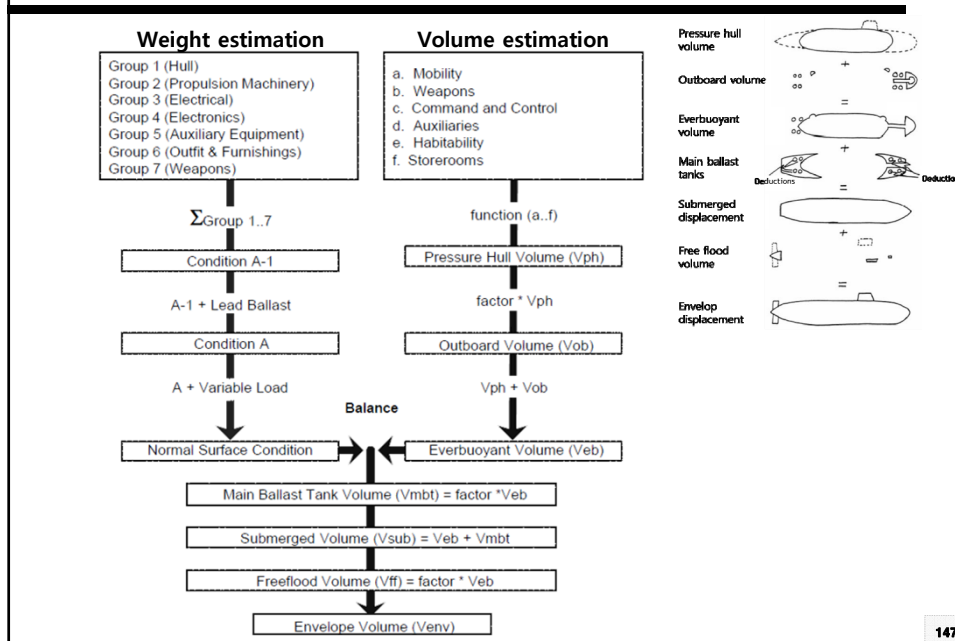 Weight estimation
Group 1 (Hull)
Group 2 (Propulsion Machinery)
Group 3 (Electrical)
Group 4 (Electronics)
Group 5 (Auxiliary Equipment)
Group 6 (Outfit & Furnishings)
Group 7 (Weapons)
ΣGroup 1..7
Condition A-1
A-1 + Lead Ballast
Condition A
A + Variable Load
Normal Surface Condition
Volume estimation
a. Mobility
b. Weapons
c. Command and Control
d. Auxiliaries
e. Habitability
f. Storerooms
function (a..f)
Pressure Hull Volume (Vph)
factor * Vph
Outboard Volume (Vob)
Vph + Vob
Everbuoyant Volume (Veb)
Balance
Main Ballast Tank Volume (Vmbt) = factor *Veb
Submerged Volume (Vsub) = Veb + Vmbt
Freeflood Volume (Vff) = factor * Veb
Envelope Volume (Venv)
Pressure hull
volume
+
Outboard volume
=
Everbuoyant
volume
+
Main ballast
tanks
Deductions
Deductio
=
Submerged
displacement
+
Free flood
volume
=
Envelop
displacement
147